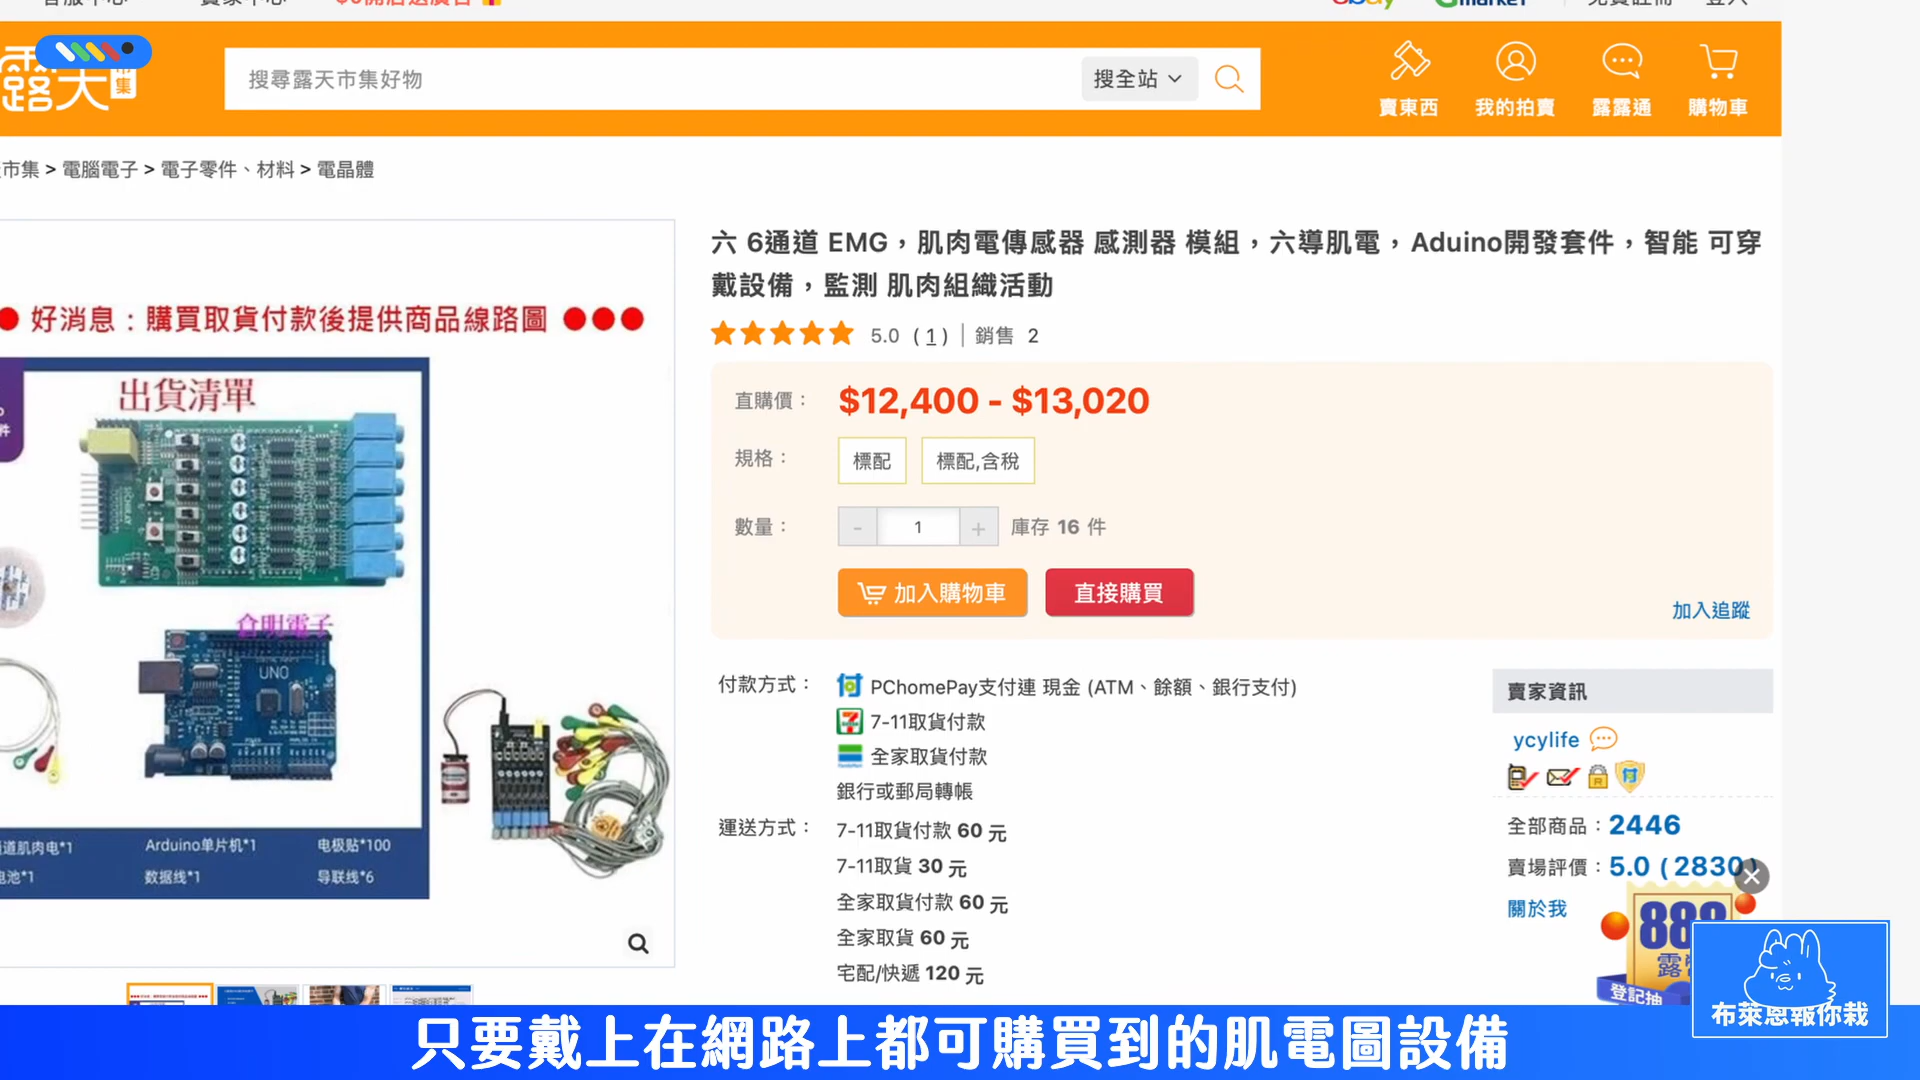 露天市集
搜尋露天市集好物
搜全站
賣東西
我的拍賣
露露通
購物車
市集 > 電腦電子 > 電子零件、材料 > 電晶體
六 6通道 EMG，肌肉電傳感器 感測器 模組，六導肌電，Aduino開發套件，智能 可穿
戴設備，監測 肌肉組織活動
5.0 (1) | 銷售 2
直購價： $12,400 - $13,020
規格： 標配 標配,含稅
數量： - 1 + 庫存 16 件
加入購物車 直接購買
加入追蹤
好消息：購買取貨付款後提供商品線路圖
出貨清單
倉明電子
UNO
道肌肉电*1 Arduino单片机*1 电极贴*100
电池*1 数据线*1 导联线*6
付款方式： PChomePay支付連 現金 (ATM、餘額、銀行支付)
7-11取貨付款
全家取貨付款
銀行或郵局轉帳
運送方式： 7-11取貨付款 60 元
7-11取貨 30 元
全家取貨付款 60 元
全家取貨 60 元
宅配/快遞 120 元
賣家資訊
ycylife
全部商品：2446
賣場評價：5.0 (2830)
關於我
888
登記抽
布萊恩報你栽
只要戴上在網路上都可購買到的肌電圖設備